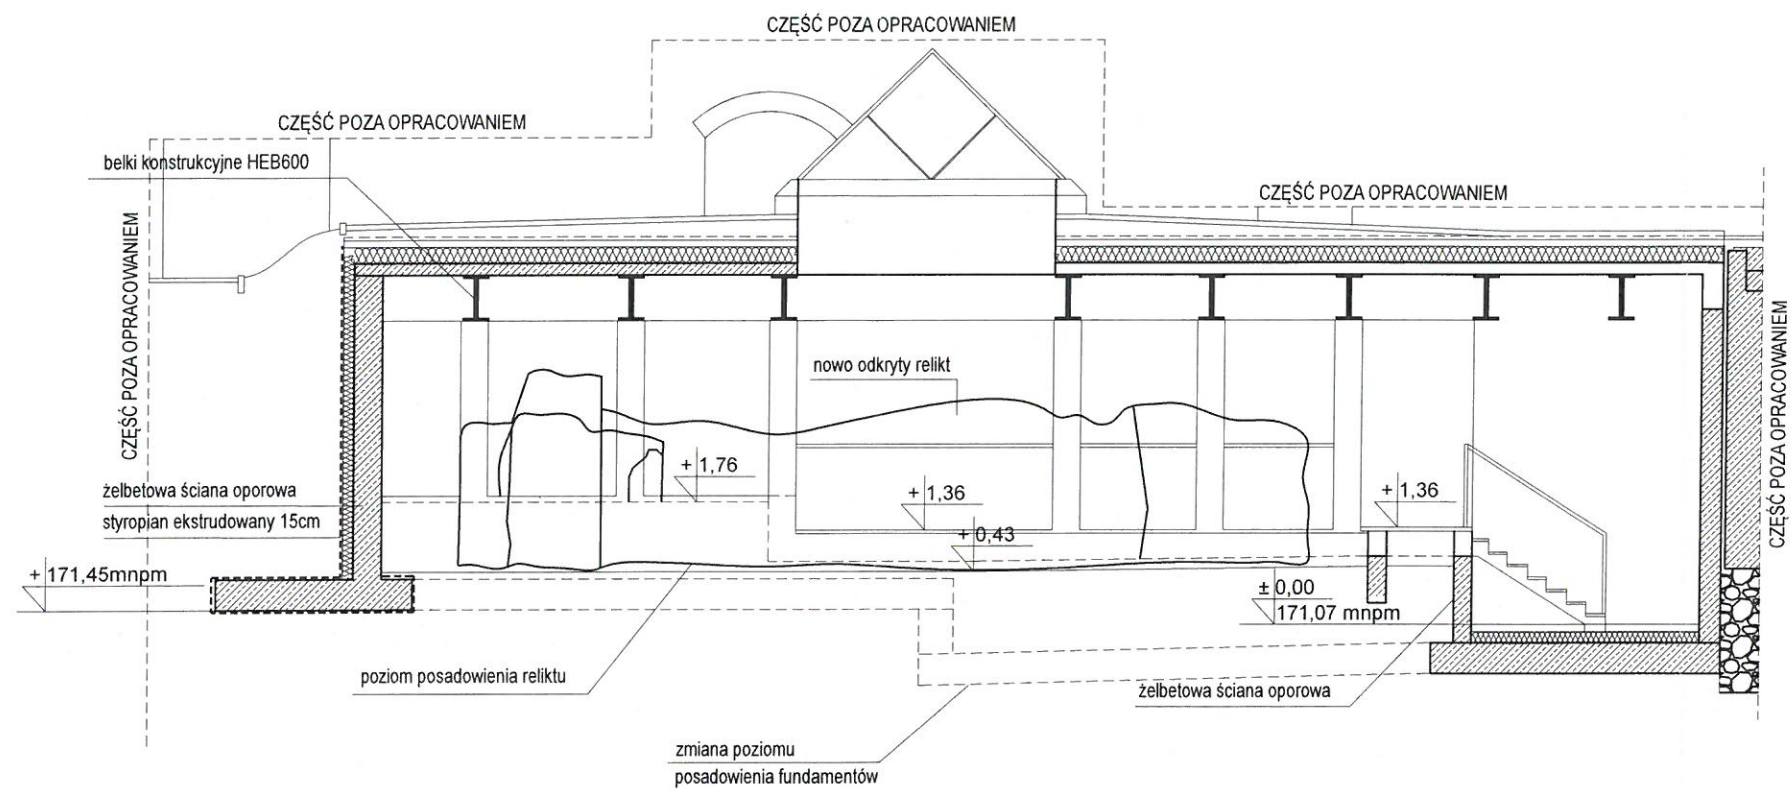 CZĘŚĆ POZA OPRACOWANIEM
CZĘŚĆ POZA OPRACOWANIEM
belki konstrukcyjne HEB600
CZĘŚĆ POZA OPRACOWANIEM
CZĘŚĆ POZA OPRACOWANIEM
CZĘŚĆ POZA OPRACOWANIEM
nowo odkryty relikt
+ 1,76
+ 1,36
+ 1,36
żelbetowa ściana oporowa
styropian ekstrudowany 15cm
+ 0,43
+ 171,45mnpm
± 0,00
171,07 mnpm
poziom posadowienia reliktu
żelbetowa ściana oporowa
zmiana poziomu
posadowienia fundamentów